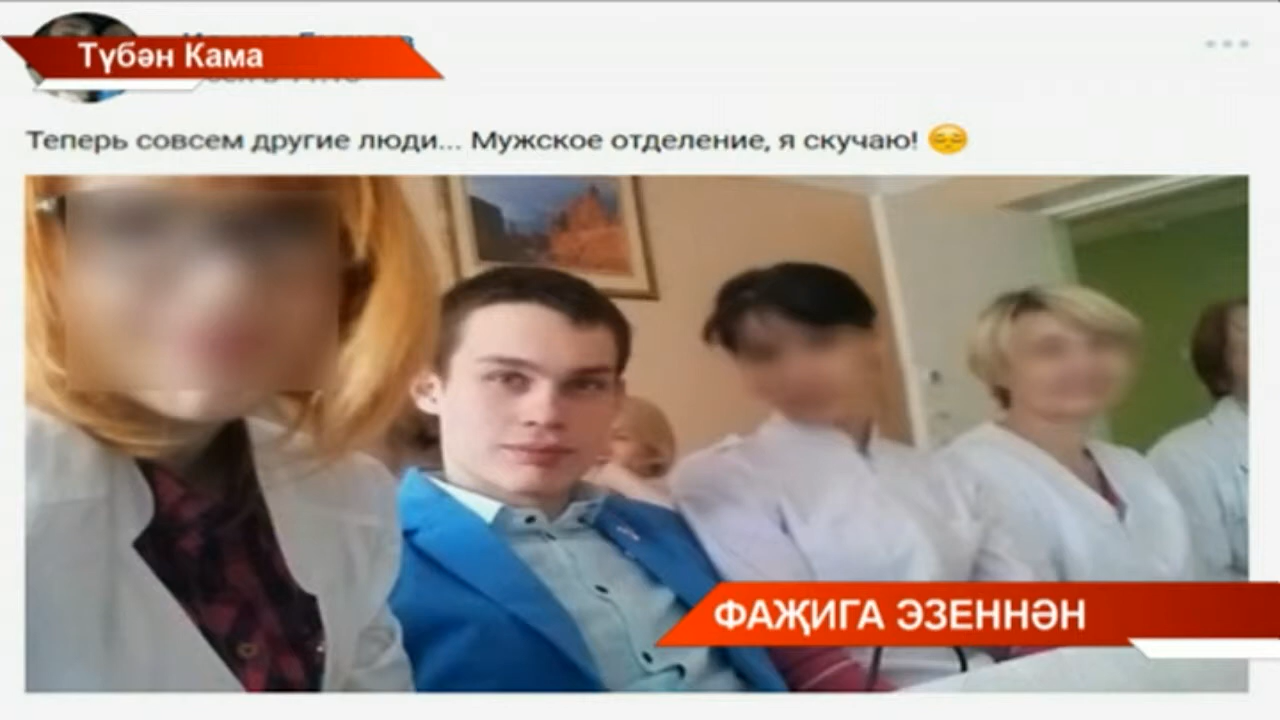 Түбән Кама
Теперь совсем другие люди... Мужское отделение, я скучаю!
ФАҖИГА ЭЗЕННӘН